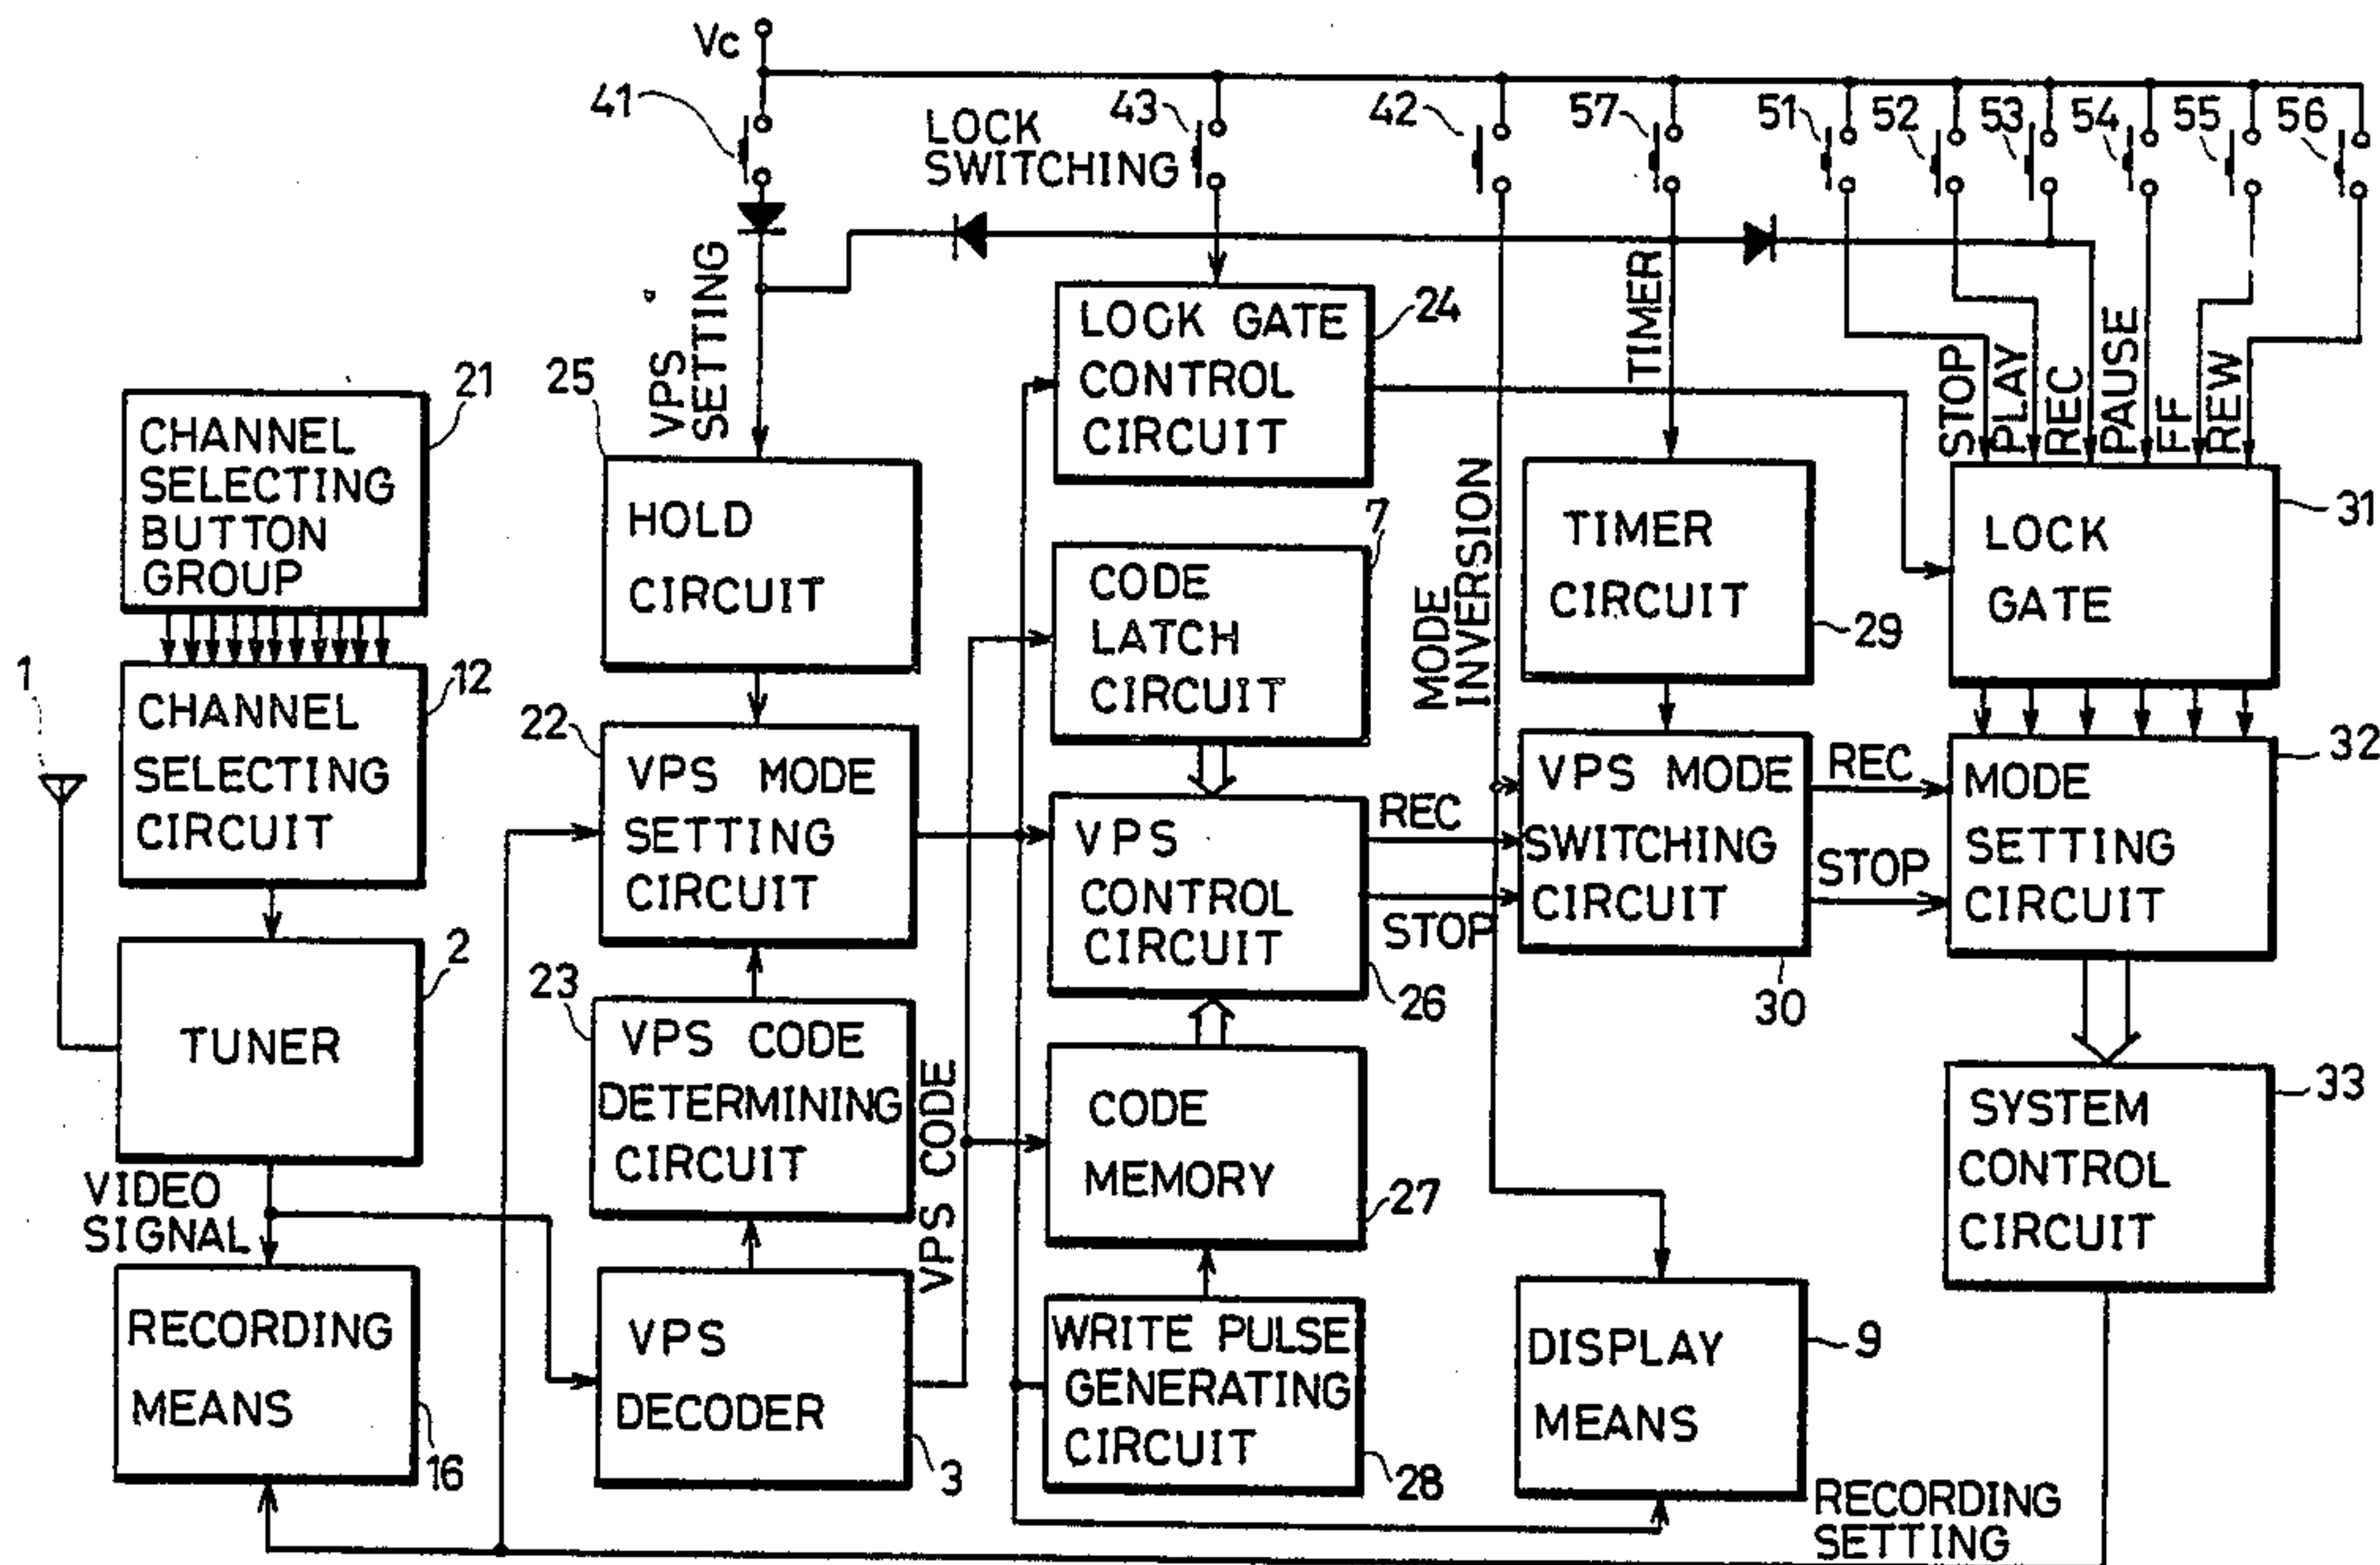 Vc
41
LOCK
SWITCHING
43
42
57
51
52
53
54
55
56
VPS
SETTING
TIMER
STOP
PLAY
REC
PAUSE
FF
REW
LOCK GATE
CONTROL
CIRCUIT
24
21
CHANNEL
SELECTING
BUTTON
GROUP
25
HOLD
CIRCUIT
7
CODE
LATCH
CIRCUIT
MODE
INVERSION
TIMER
CIRCUIT
29
LOCK
GATE
31
1
12
CHANNEL
SELECTING
CIRCUIT
22
VPS MODE
SETTING
CIRCUIT
VPS
CONTROL
CIRCUIT
26
REC
STOP
VPS MODE
SWITCHING
CIRCUIT
30
REC
STOP
MODE
SETTING
CIRCUIT
32
2
TUNER
23
VPS CODE
DETERMINING
CIRCUIT
VPS CODE
CODE
MEMORY
27
SYSTEM
CONTROL
CIRCUIT
33
VIDEO
SIGNAL
RECORDING
MEANS
16
VPS
DECODER
3
WRITE PULSE
GENERATING
CIRCUIT
28
DISPLAY
MEANS
9
RECORDING
SETTING